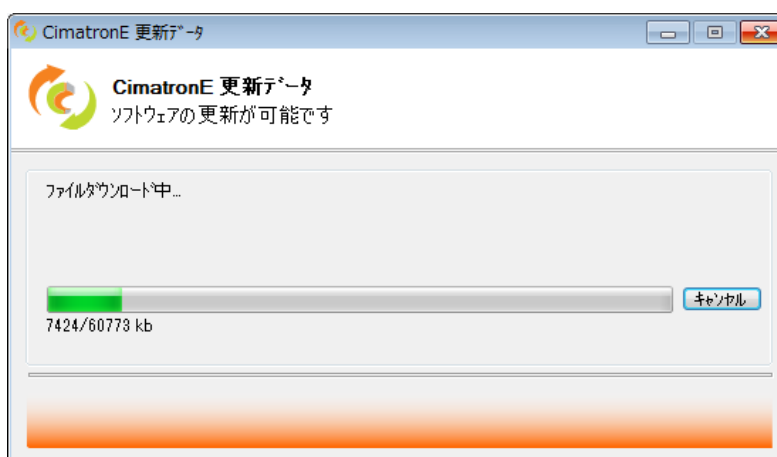 CimatronE 更新ﾃﾞｰﾀ
CimatronE 更新ﾃﾞｰﾀ
ｿﾌﾄｳｪｱの更新が可能です
ﾌｧｲﾙﾀﾞｳﾝﾛｰﾄﾞ中...
ｷｬﾝｾﾙ
7424/60773 kb